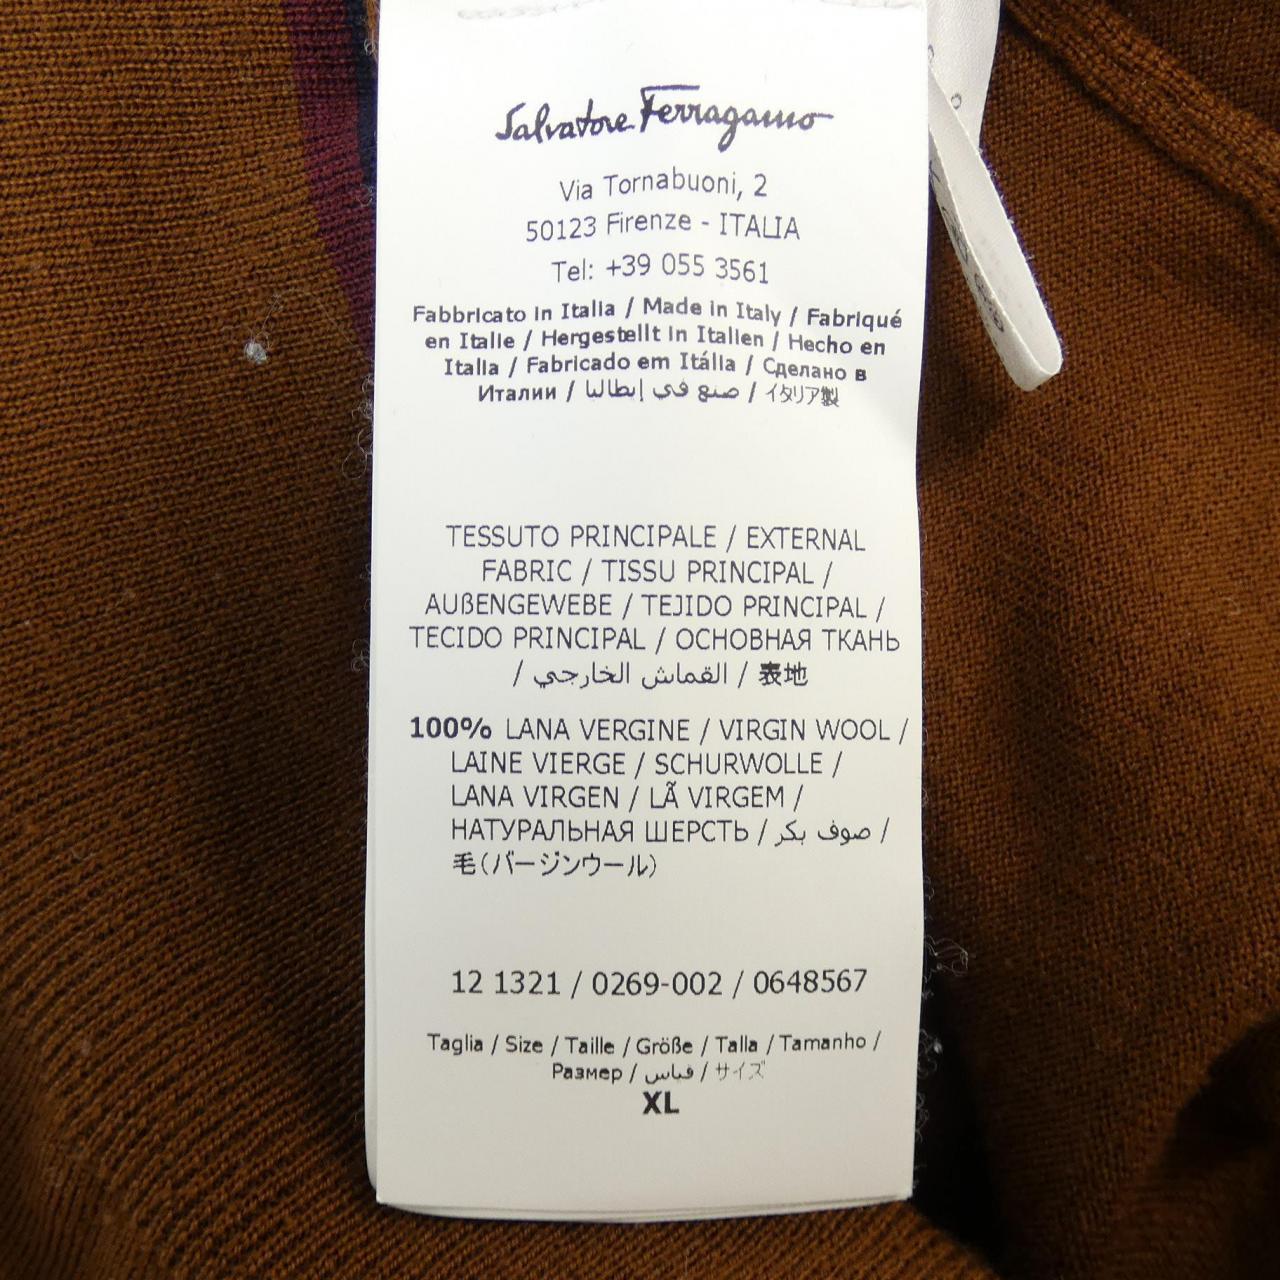 Salvatore Ferragamo
Via Tornabuoni, 2
50123 Firenze - ITALIA
Tel: +39 055 3561
Fabbricato in Italia / Made in Italy / Fabriqué
en Italie / Hergestellt in Italien / Hecho en
Italia / Fabricado em Itália / Сделано в
Италии / صنع في إيطاليا / イタリア製
TESSUTO PRINCIPALE / EXTERNAL
FABRIC / TISSU PRINCIPAL /
AUßENGEWEBE / TEJIDO PRINCIPAL /
TECIDO PRINCIPAL / ОСНОВНАЯ ТКАНЬ
/ القماش الخارجي / 表地
100% LANA VERGINE / VIRGIN WOOL /
LAINE VIERGE / SCHURWOLLE /
LANA VIRGEN / LÃ VIRGEM /
НАТУРАЛЬНАЯ ШЕРСТЬ / صوف بكر /
毛(バージンウール)
12 1321 / 0269-002 / 0648567
Taglia / Size / Taille / Größe / Talla / Tamanho /
Размер / قياس / サイズ
XL